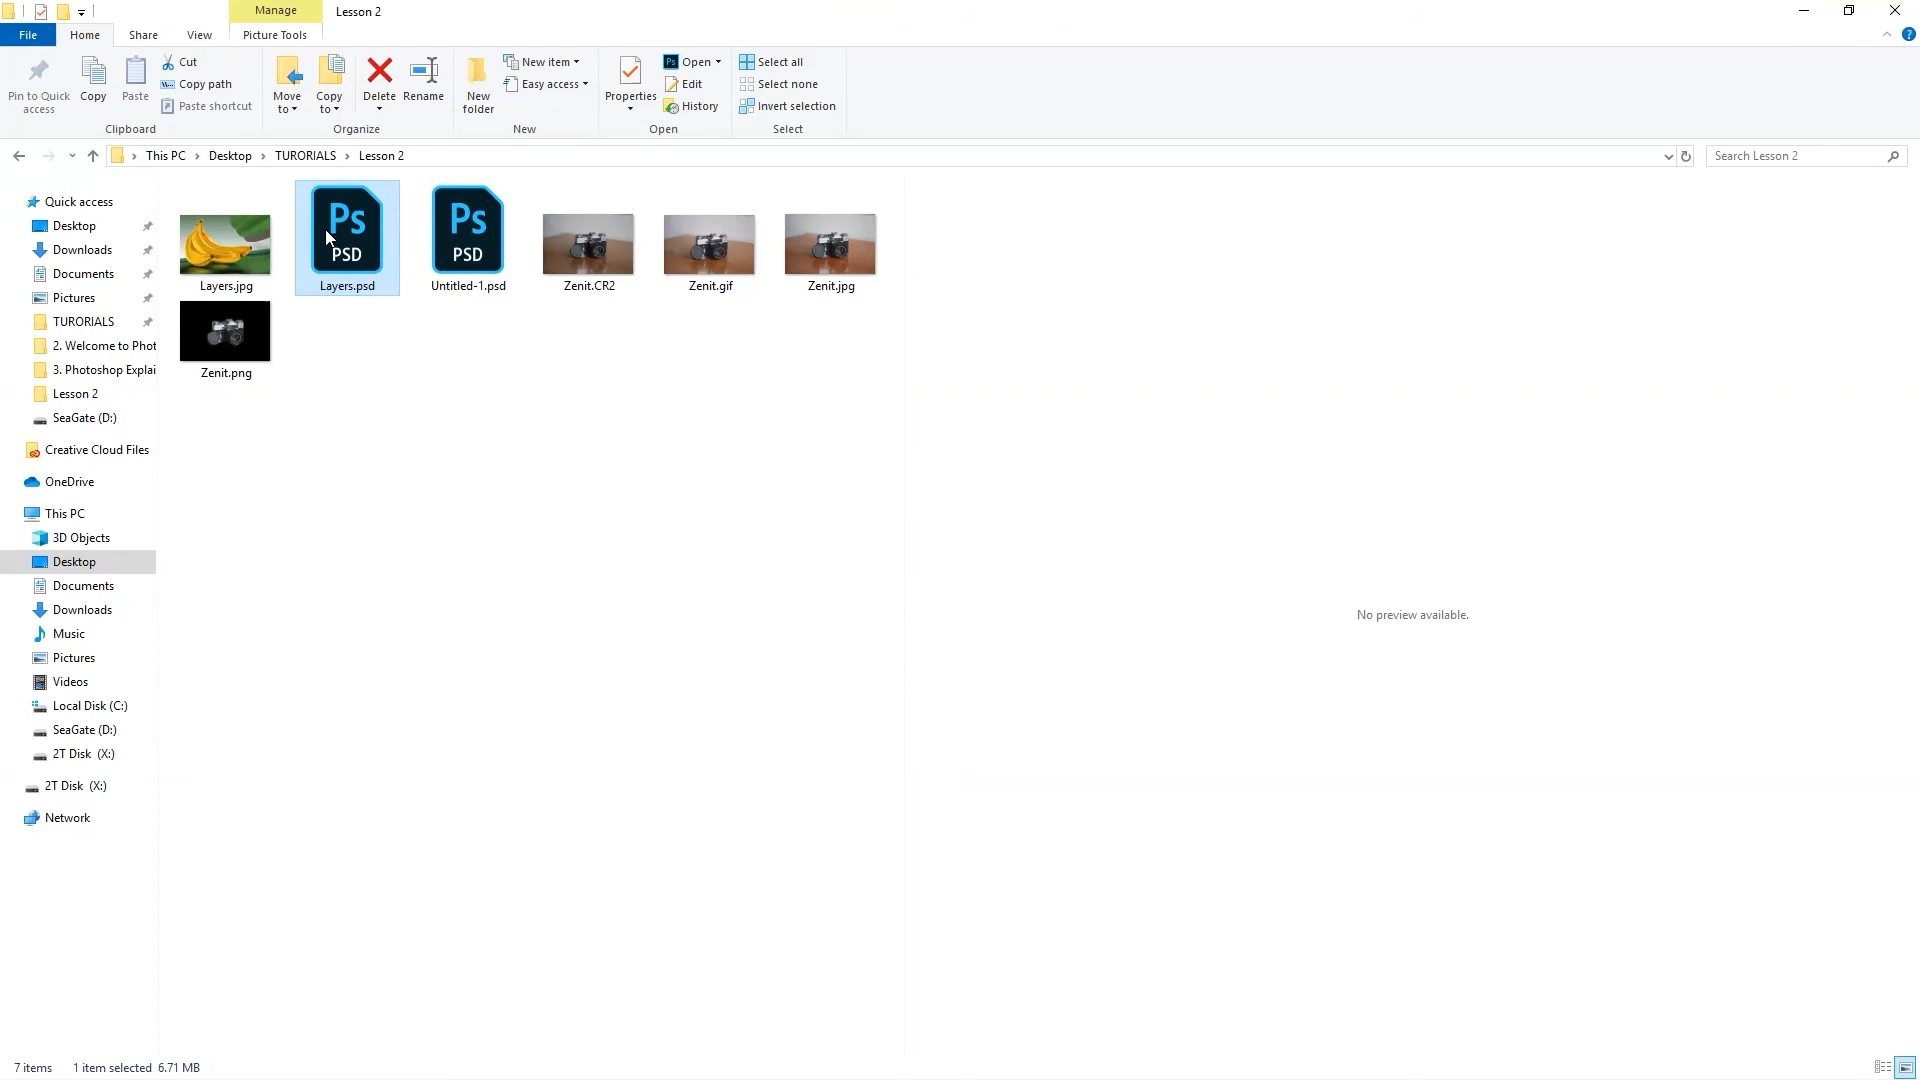 Manage
Lesson 2
File
Home
Share
View
Picture Tools
Pin to Quick access
Copy
Paste
Cut
Copy path
Paste shortcut
Clipboard
Move to
Copy to
Delete
Rename
Organize
New folder
New item
Easy access
New
Properties
Ps Open
Edit
History
Open
Select all
Select none
Invert selection
Select
This PC > Desktop > TURORIALS > Lesson 2
Search Lesson 2
Quick access
Desktop
Downloads
Documents
Pictures
TURORIALS
2. Welcome to Phot
3. Photoshop Explai
Lesson 2
SeaGate (D:)
Creative Cloud Files
OneDrive
This PC
3D Objects
Desktop
Documents
Downloads
Music
Pictures
Videos
Local Disk (C:)
SeaGate (D:)
2T Disk (X:)
2T Disk (X:)
Network
Ps
PSD
Ps
PSD
Layers.jpg
Layers.psd
Untitled-1.psd
Zenit.CR2
Zenit.gif
Zenit.jpg
Zenit.png
No preview available.
7 items
1 item selected 6.71 MB